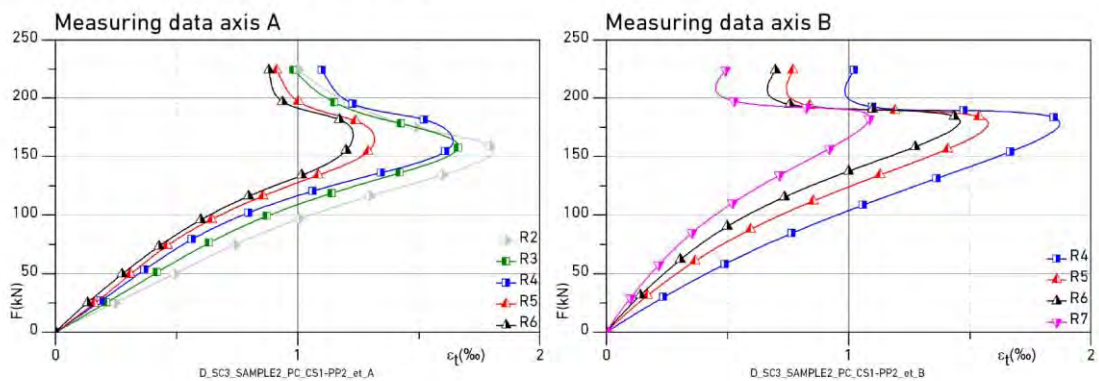 Measuring data axis A
250
200
150
100
50
0
F(kN)
0
1
εt(‰)
2
R2
R3
R4
R5
R6
D_SC3_SAMPLE2_PC_CS1-PP2_et_A
Measuring data axis B
250
200
150
100
50
0
F(kN)
0
1
εt(‰)
2
R4
R5
R6
R7
D_SC3_SAMPLE2_PC_CS1-PP2_et_B